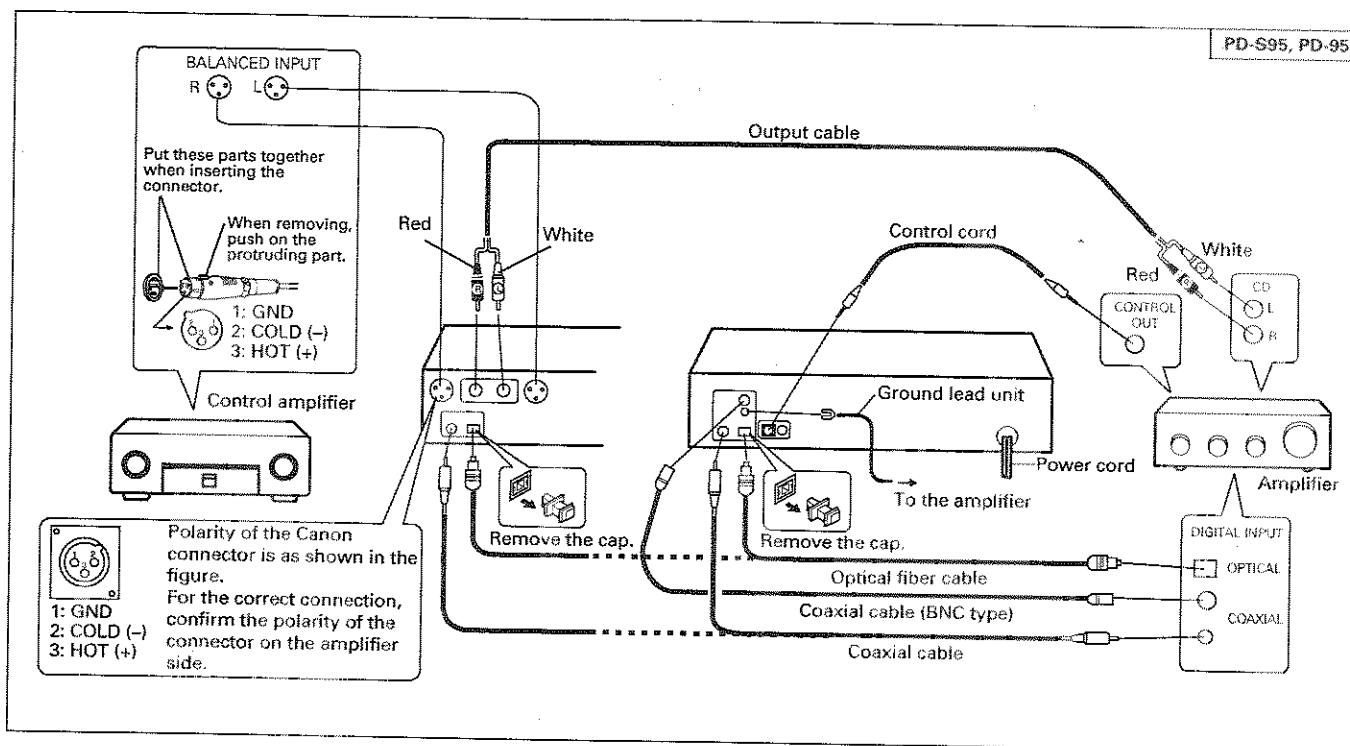 PD-S95, PD-95
BALANCED INPUT
R L
Put these parts together
when inserting the
connector.
When removing,
push on the
protruding part.
1: GND
2: COLD (–)
3: HOT (+)
Control amplifier
Polarity of the Canon
connector is as shown in the
figure.
For the correct connection,
confirm the polarity of the
connector on the amplifier
side.
1: GND
2: COLD (–)
3: HOT (+)
Red
White
R L
Output cable
Control cord
White
Red
CONTROL
OUT
CD
L
R
Ground lead unit
Power cord
To the amplifier
Amplifier
Remove the cap.
Remove the cap.
Optical fiber cable
Coaxial cable (BNC type)
Coaxial cable
DIGITAL INPUT
OPTICAL
COAXIAL